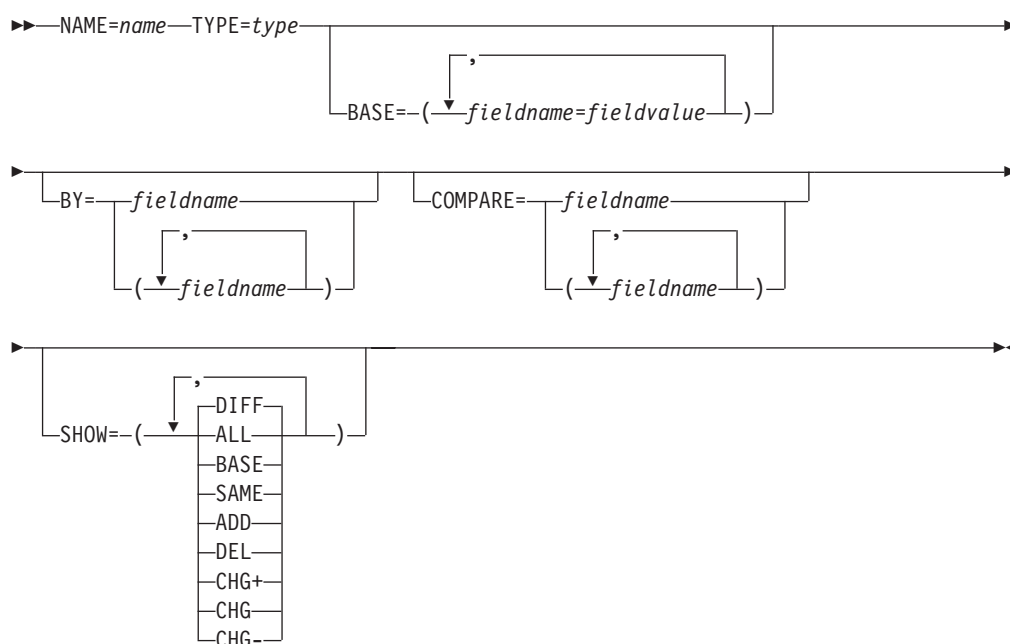 NAME=name TYPE=type
,
BASE=(fieldname=fieldvalue)
BY= fieldname COMPARE= fieldname
, ,
(fieldname) (fieldname)
,
DIFF
SHOW=( ALL )
BASE
SAME
ADD
DEL
CHG+
CHG
CHG-